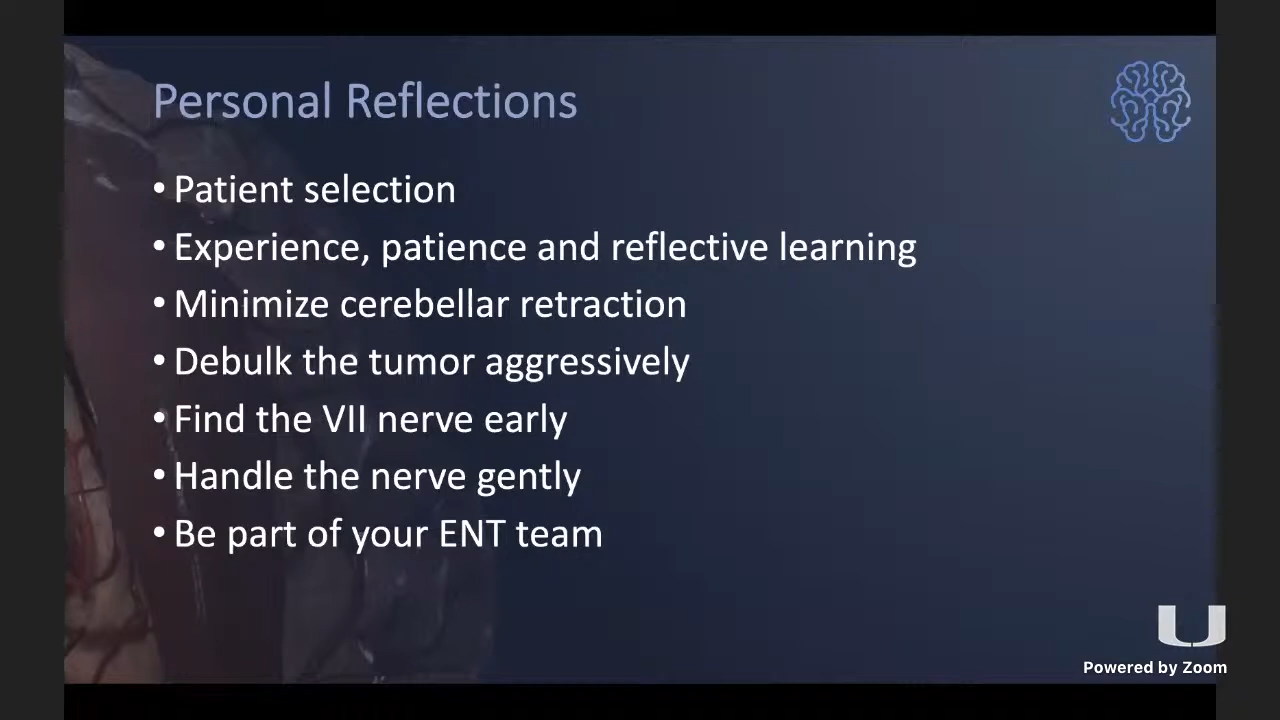 Personal Reflections
• Patient selection
• Experience, patience and reflective learning
• Minimize cerebellar retraction
• Debulk the tumor aggressively
• Find the VII nerve early
• Handle the nerve gently
• Be part of your ENT team
U
Powered by Zoom